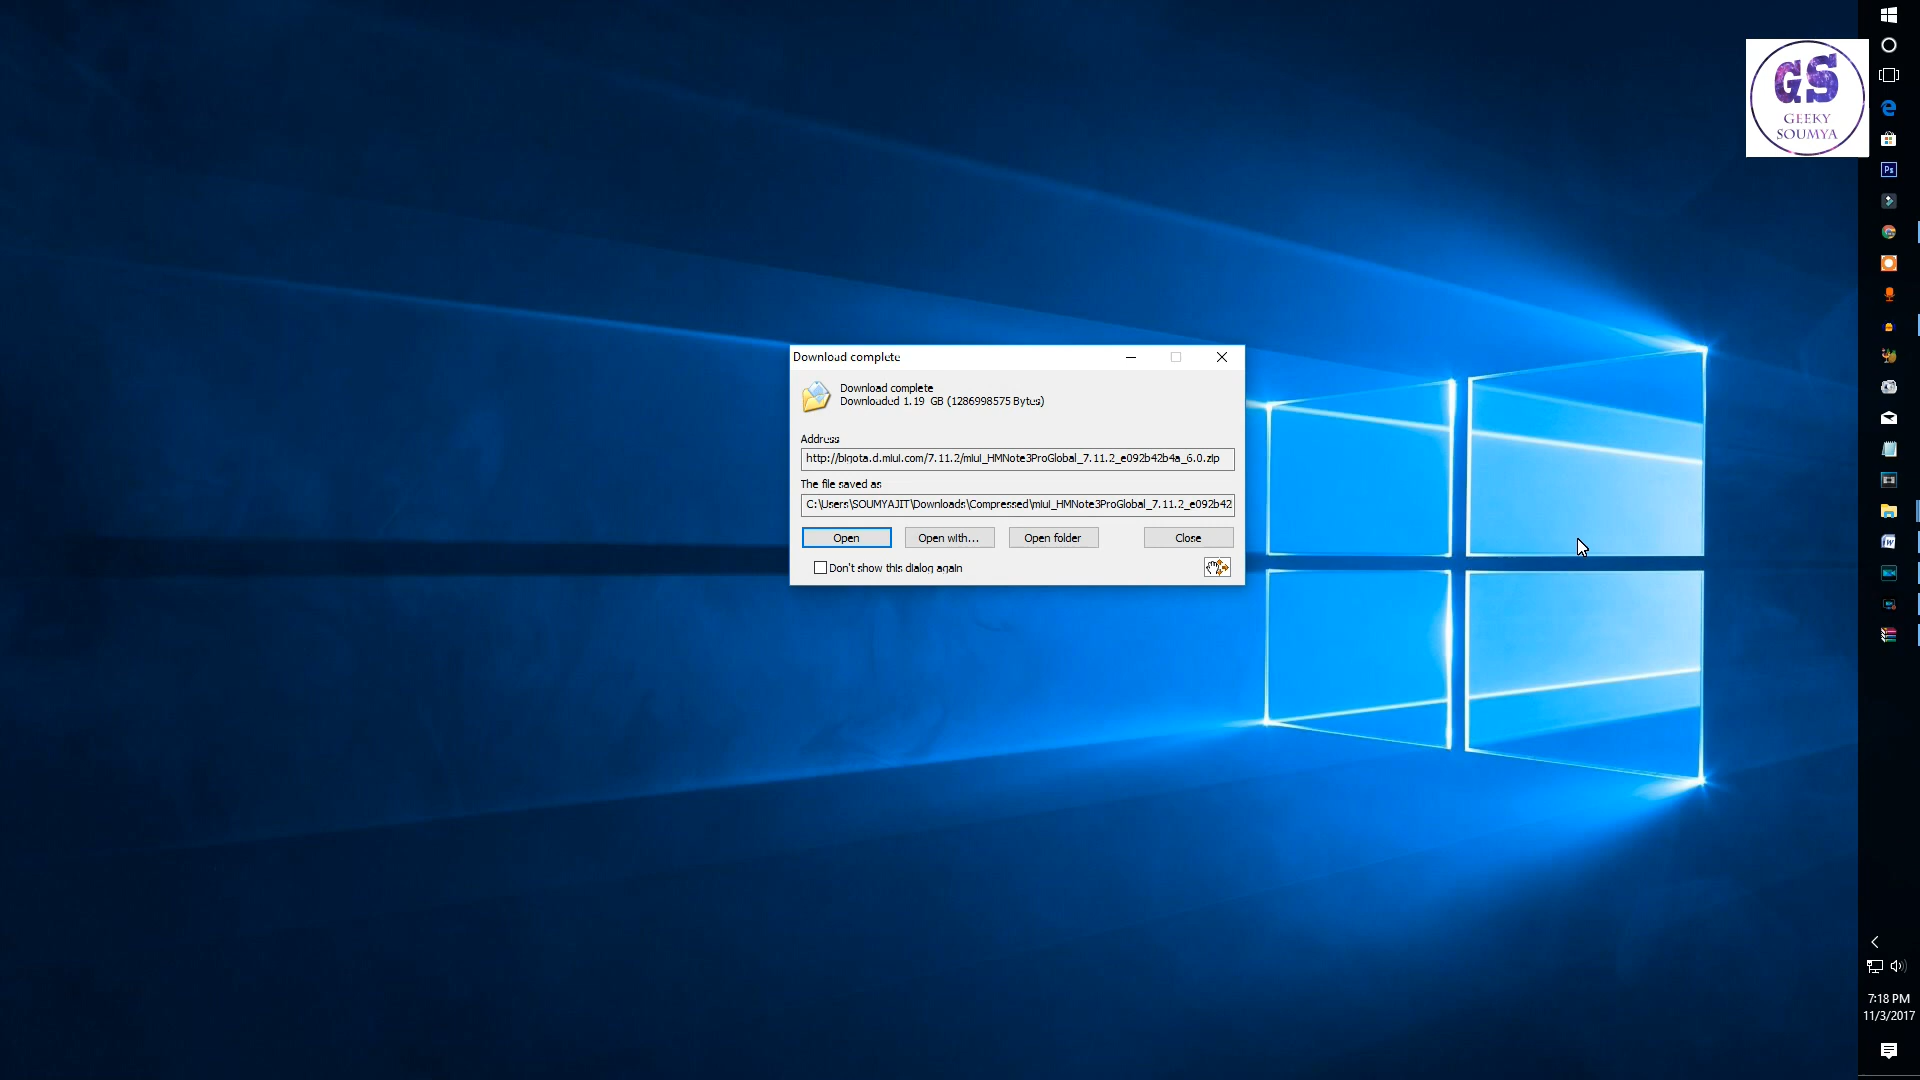 GS
GEEKY
SOUMYA
Ps
Download complete
Download complete
Downloaded 1.19 GB (1286998575 Bytes)
Address
http://bigota.d.miui.com/7.11.2/miui_HMNote3ProGlobal_7.11.2_e092b42b4a_6.0.zip
The file saved as
C:\Users\SOUMYAJIT\Downloads\Compressed\miui_HMNote3ProGlobal_7.11.2_e092b42
Open
Open with...
Open folder
Close
Don't show this dialog again
7:18 PM
11/3/2017